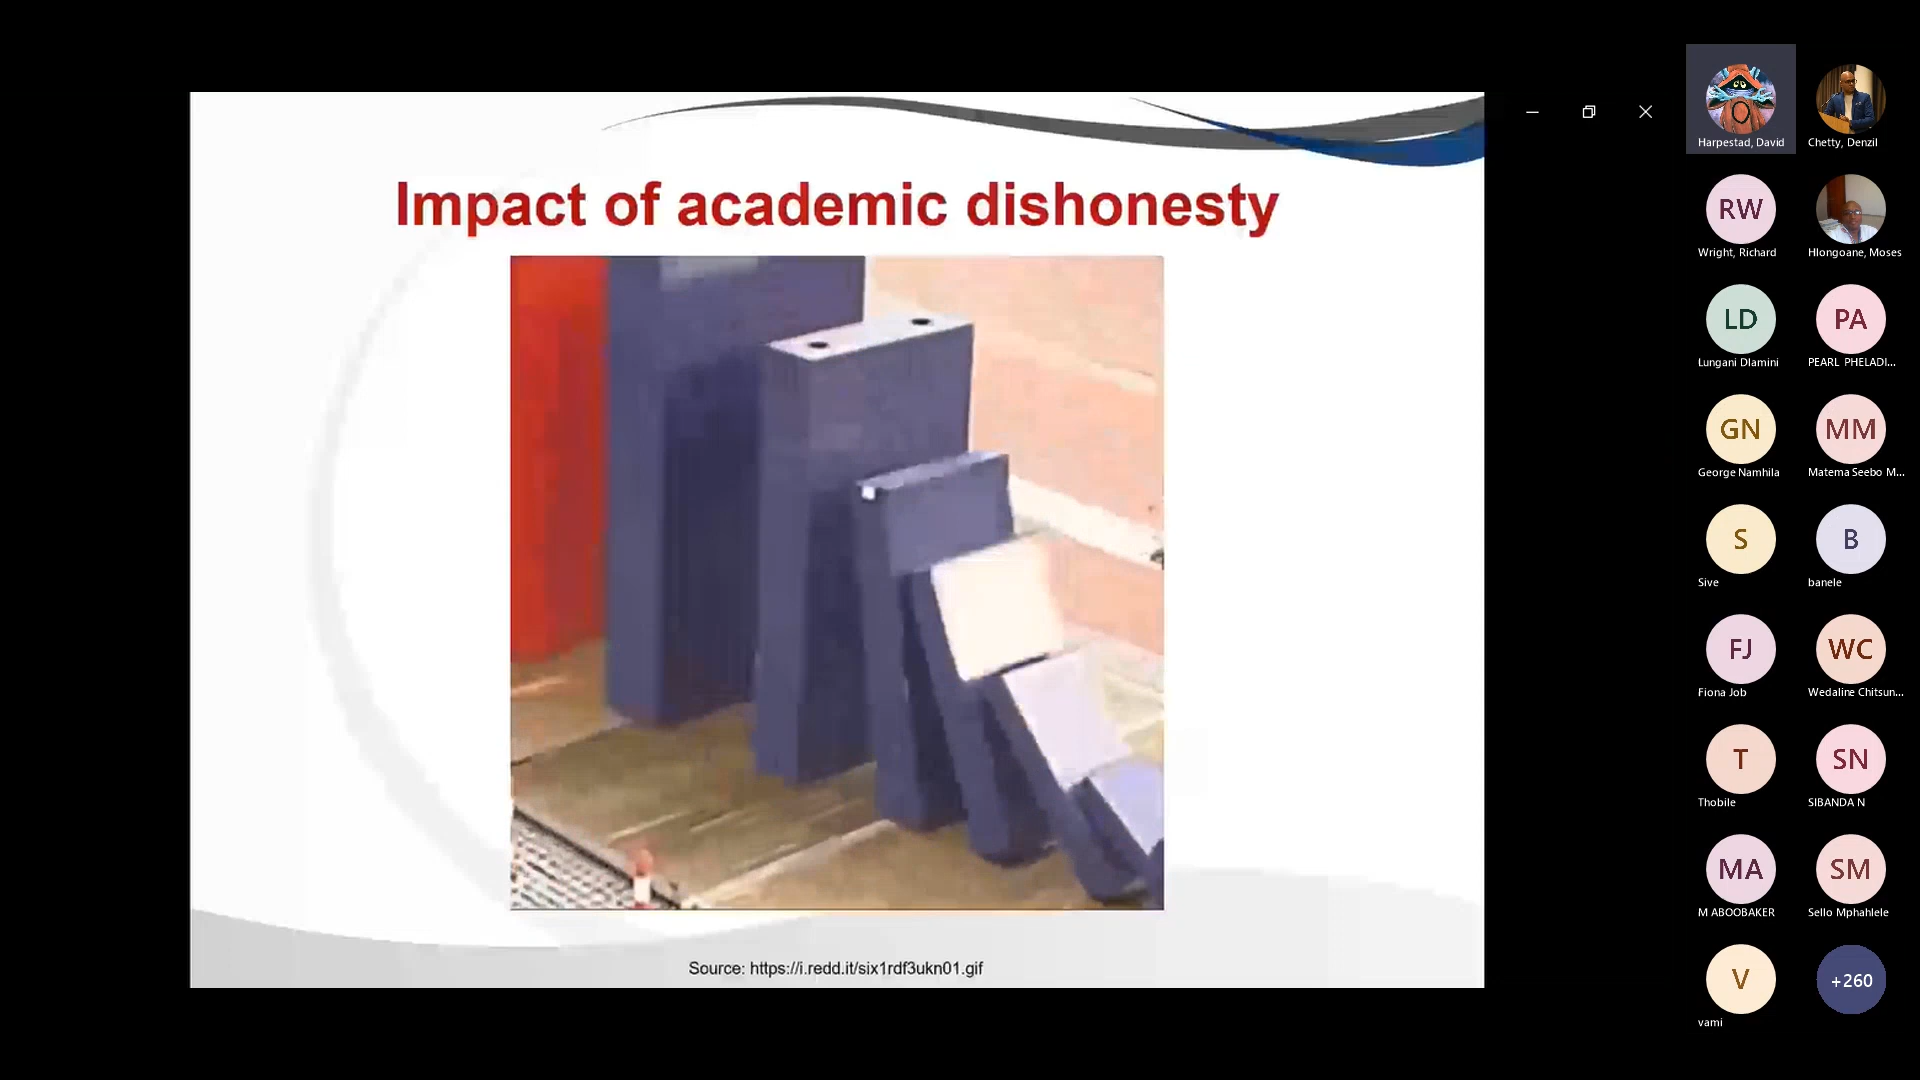 Impact of academic dishonesty
Source: https://i.redd.it/six1rdf3ukn01.gif
Harpestad, David
Chetty, Denzil
RW
Wright, Richard
Hlongoane, Moses
LD
PA
Lungani Dlamini
PEARL PHELADI...
GN
MM
George Namhila
Matema Seebo M...
S
B
Sive
banele
FJ
WC
Fiona Job
Wedaline Chitsun...
T
SN
Thobile
SIBANDA N
MA
SM
M ABOOBAKER
Sello Mphahlele
V
+260
vami